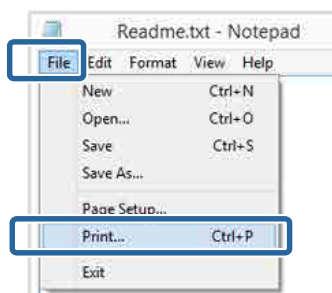 Readme.txt - Notepad
File Edit Format View Help
New Ctrl+N
Open... Ctrl+O
Save Ctrl+S
Save As...
Page Setup...
Print... Ctrl+P
Exit